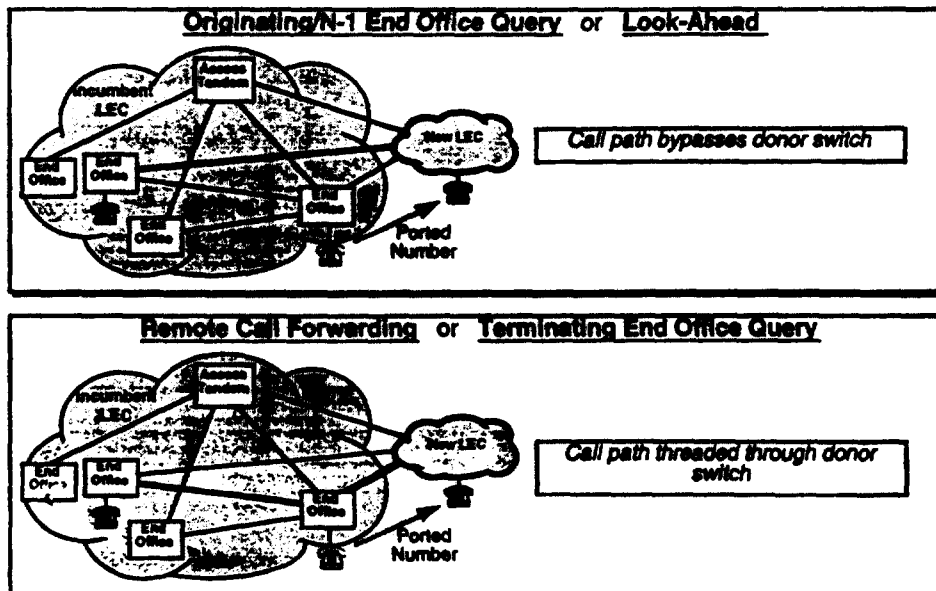 Originating/N-1 End Office Query or Look-Ahead
Access
Tandem
Incumbent
LEC
New LEC
Call path bypasses donor switch
End
Office
End
Office
End
Office
End
Office
Ported
Number
Remote Call Forwarding or Terminating End Office Query
Access
Tandem
Incumbent
LEC
New LEC
Call path threaded through donor
switch
End
End
Office
End
Office
End
Office
Ported
Number